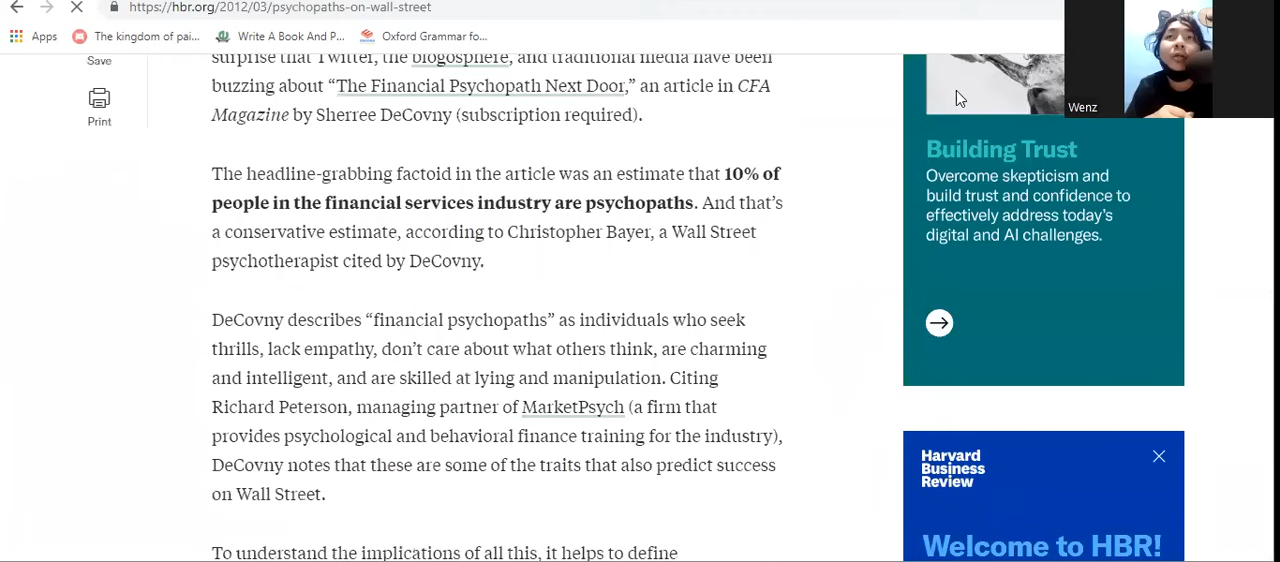 https://hbr.org/2012/03/psychopaths-on-wall-street
Apps The kingdom of pai... Write A Book And P... Oxford Grammar fo...
Save
Print
surprise that Twitter, the blogosphere, and traditional media have been
buzzing about “The Financial Psychopath Next Door,” an article in CFA
Magazine by Sherree DeCovny (subscription required).
The headline-grabbing factoid in the article was an estimate that 10% of
people in the financial services industry are psychopaths. And that’s
a conservative estimate, according to Christopher Bayer, a Wall Street
psychotherapist cited by DeCovny.
DeCovny describes “financial psychopaths” as individuals who seek
thrills, lack empathy, don’t care about what others think, are charming
and intelligent, and are skilled at lying and manipulation. Citing
Richard Peterson, managing partner of MarketPsych (a firm that
provides psychological and behavioral finance training for the industry),
DeCovny notes that these are some of the traits that also predict success
on Wall Street.
To understand the implications of all this, it helps to define
Wenz
Building Trust
Overcome skepticism and
build trust and confidence to
effectively address today’s
digital and AI challenges.
Harvard
Business
Review
Welcome to HBR!